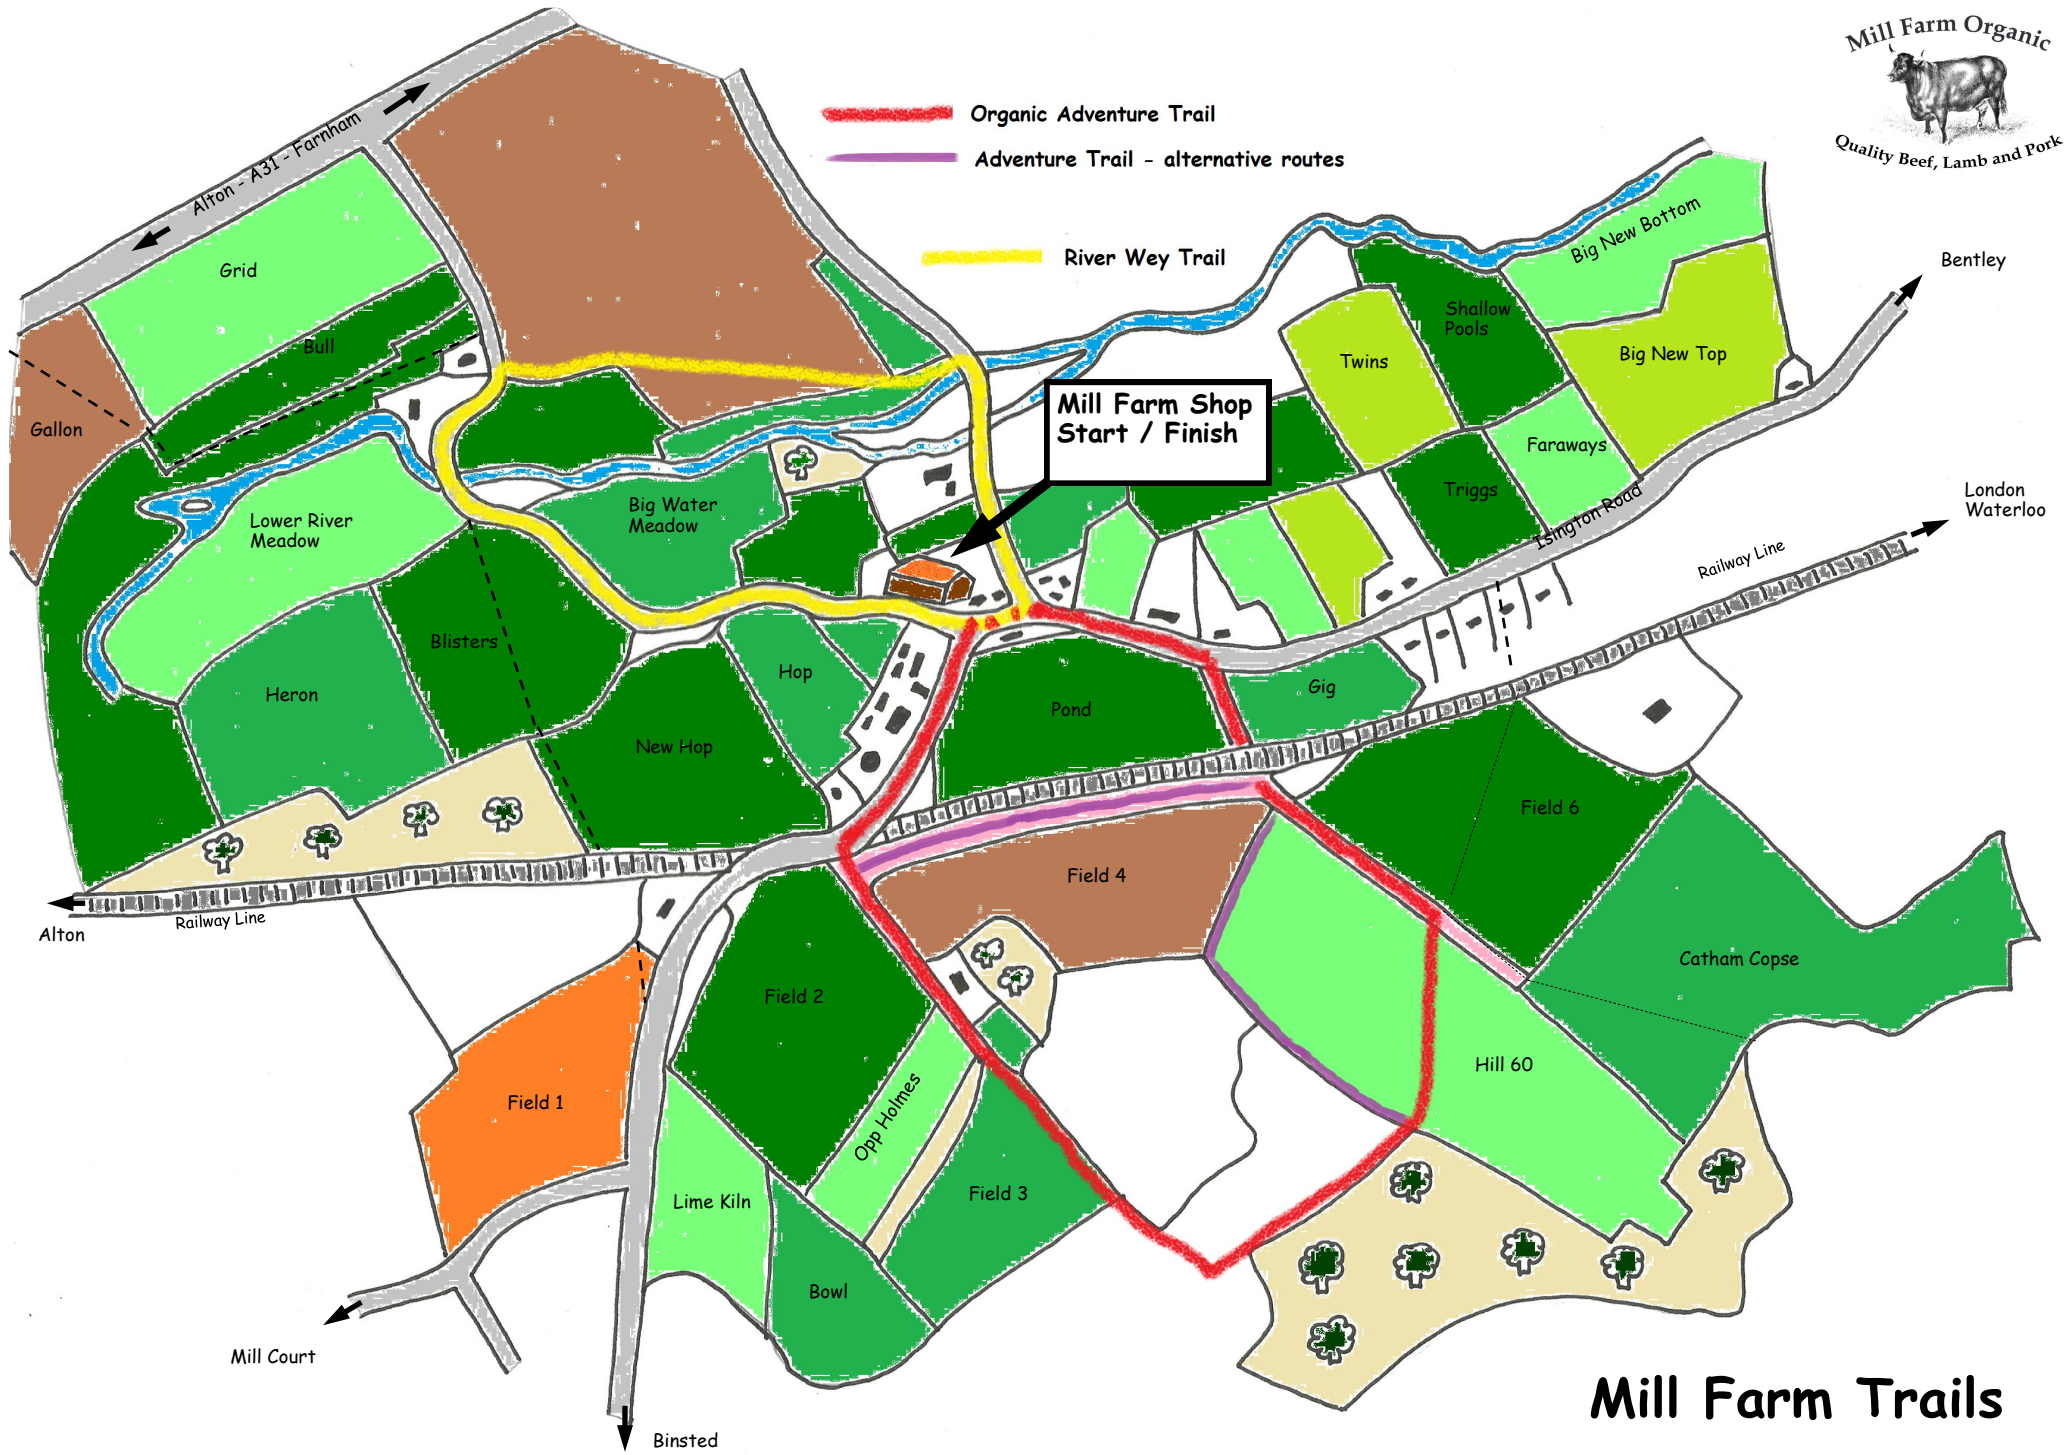 Mill Farm Organic
Quality Beef, Lamb and Pork
Organic Adventure Trail
Adventure Trail - alternative routes
River Wey Trail
Alton - A31 - Farnham
Grid
Bull
Gallon
Big New Bottom
Bentley
Shallow
Pools
Big New Top
Twins
Mill Farm Shop
Start / Finish
Faraways
Triggs
Isington Road
London
Waterloo
Railway Line
Lower River
Meadow
Big Water
Meadow
Blisters
Heron
Hop
New Hop
Pond
Gig
Field 6
Field 4
Catham Copse
Railway Line
Alton
Field 2
Hill 60
Field 1
Opp Holmes
Field 3
Lime Kiln
Bowl
Mill Court
Binsted
Mill Farm Trails